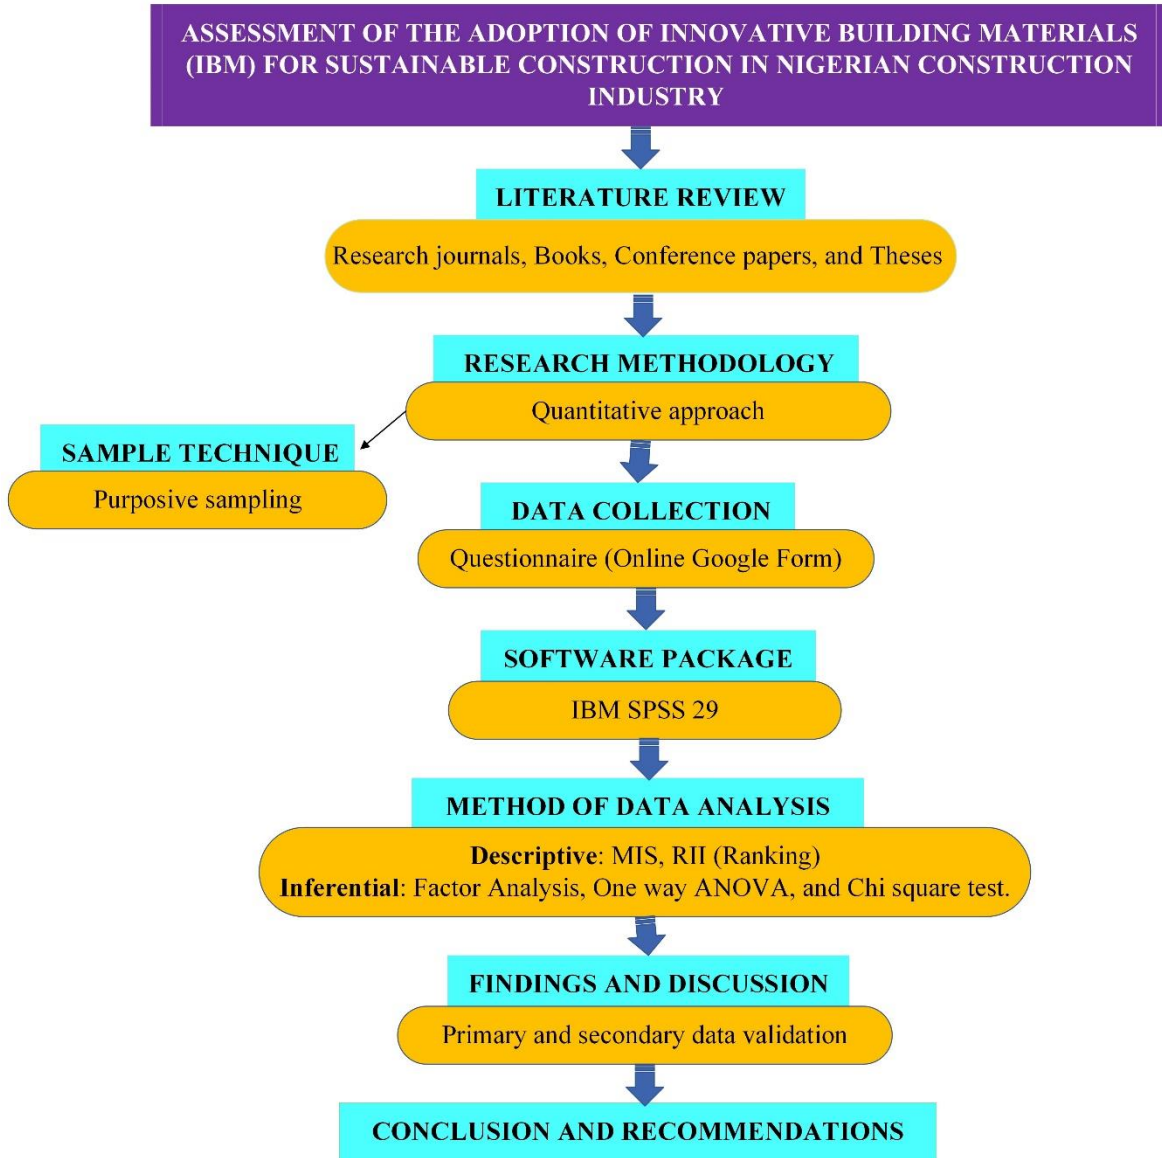 ASSESSMENT OF THE ADOPTION OF INNOVATIVE BUILDING MATERIALS
(IBM) FOR SUSTAINABLE CONSTRUCTION IN NIGERIAN CONSTRUCTION
INDUSTRY
LITERATURE REVIEW
Research journals, Books, Conference papers, and Theses
RESEARCH METHODOLOGY
Quantitative approach
SAMPLE TECHNIQUE
Purposive sampling
DATA COLLECTION
Questionnaire (Online Google Form)
SOFTWARE PACKAGE
IBM SPSS 29
METHOD OF DATA ANALYSIS
Descriptive: MIS, RII (Ranking)
Inferential: Factor Analysis, One way ANOVA, and Chi square test.
FINDINGS AND DISCUSSION
Primary and secondary data validation
CONCLUSION AND RECOMMENDATIONS